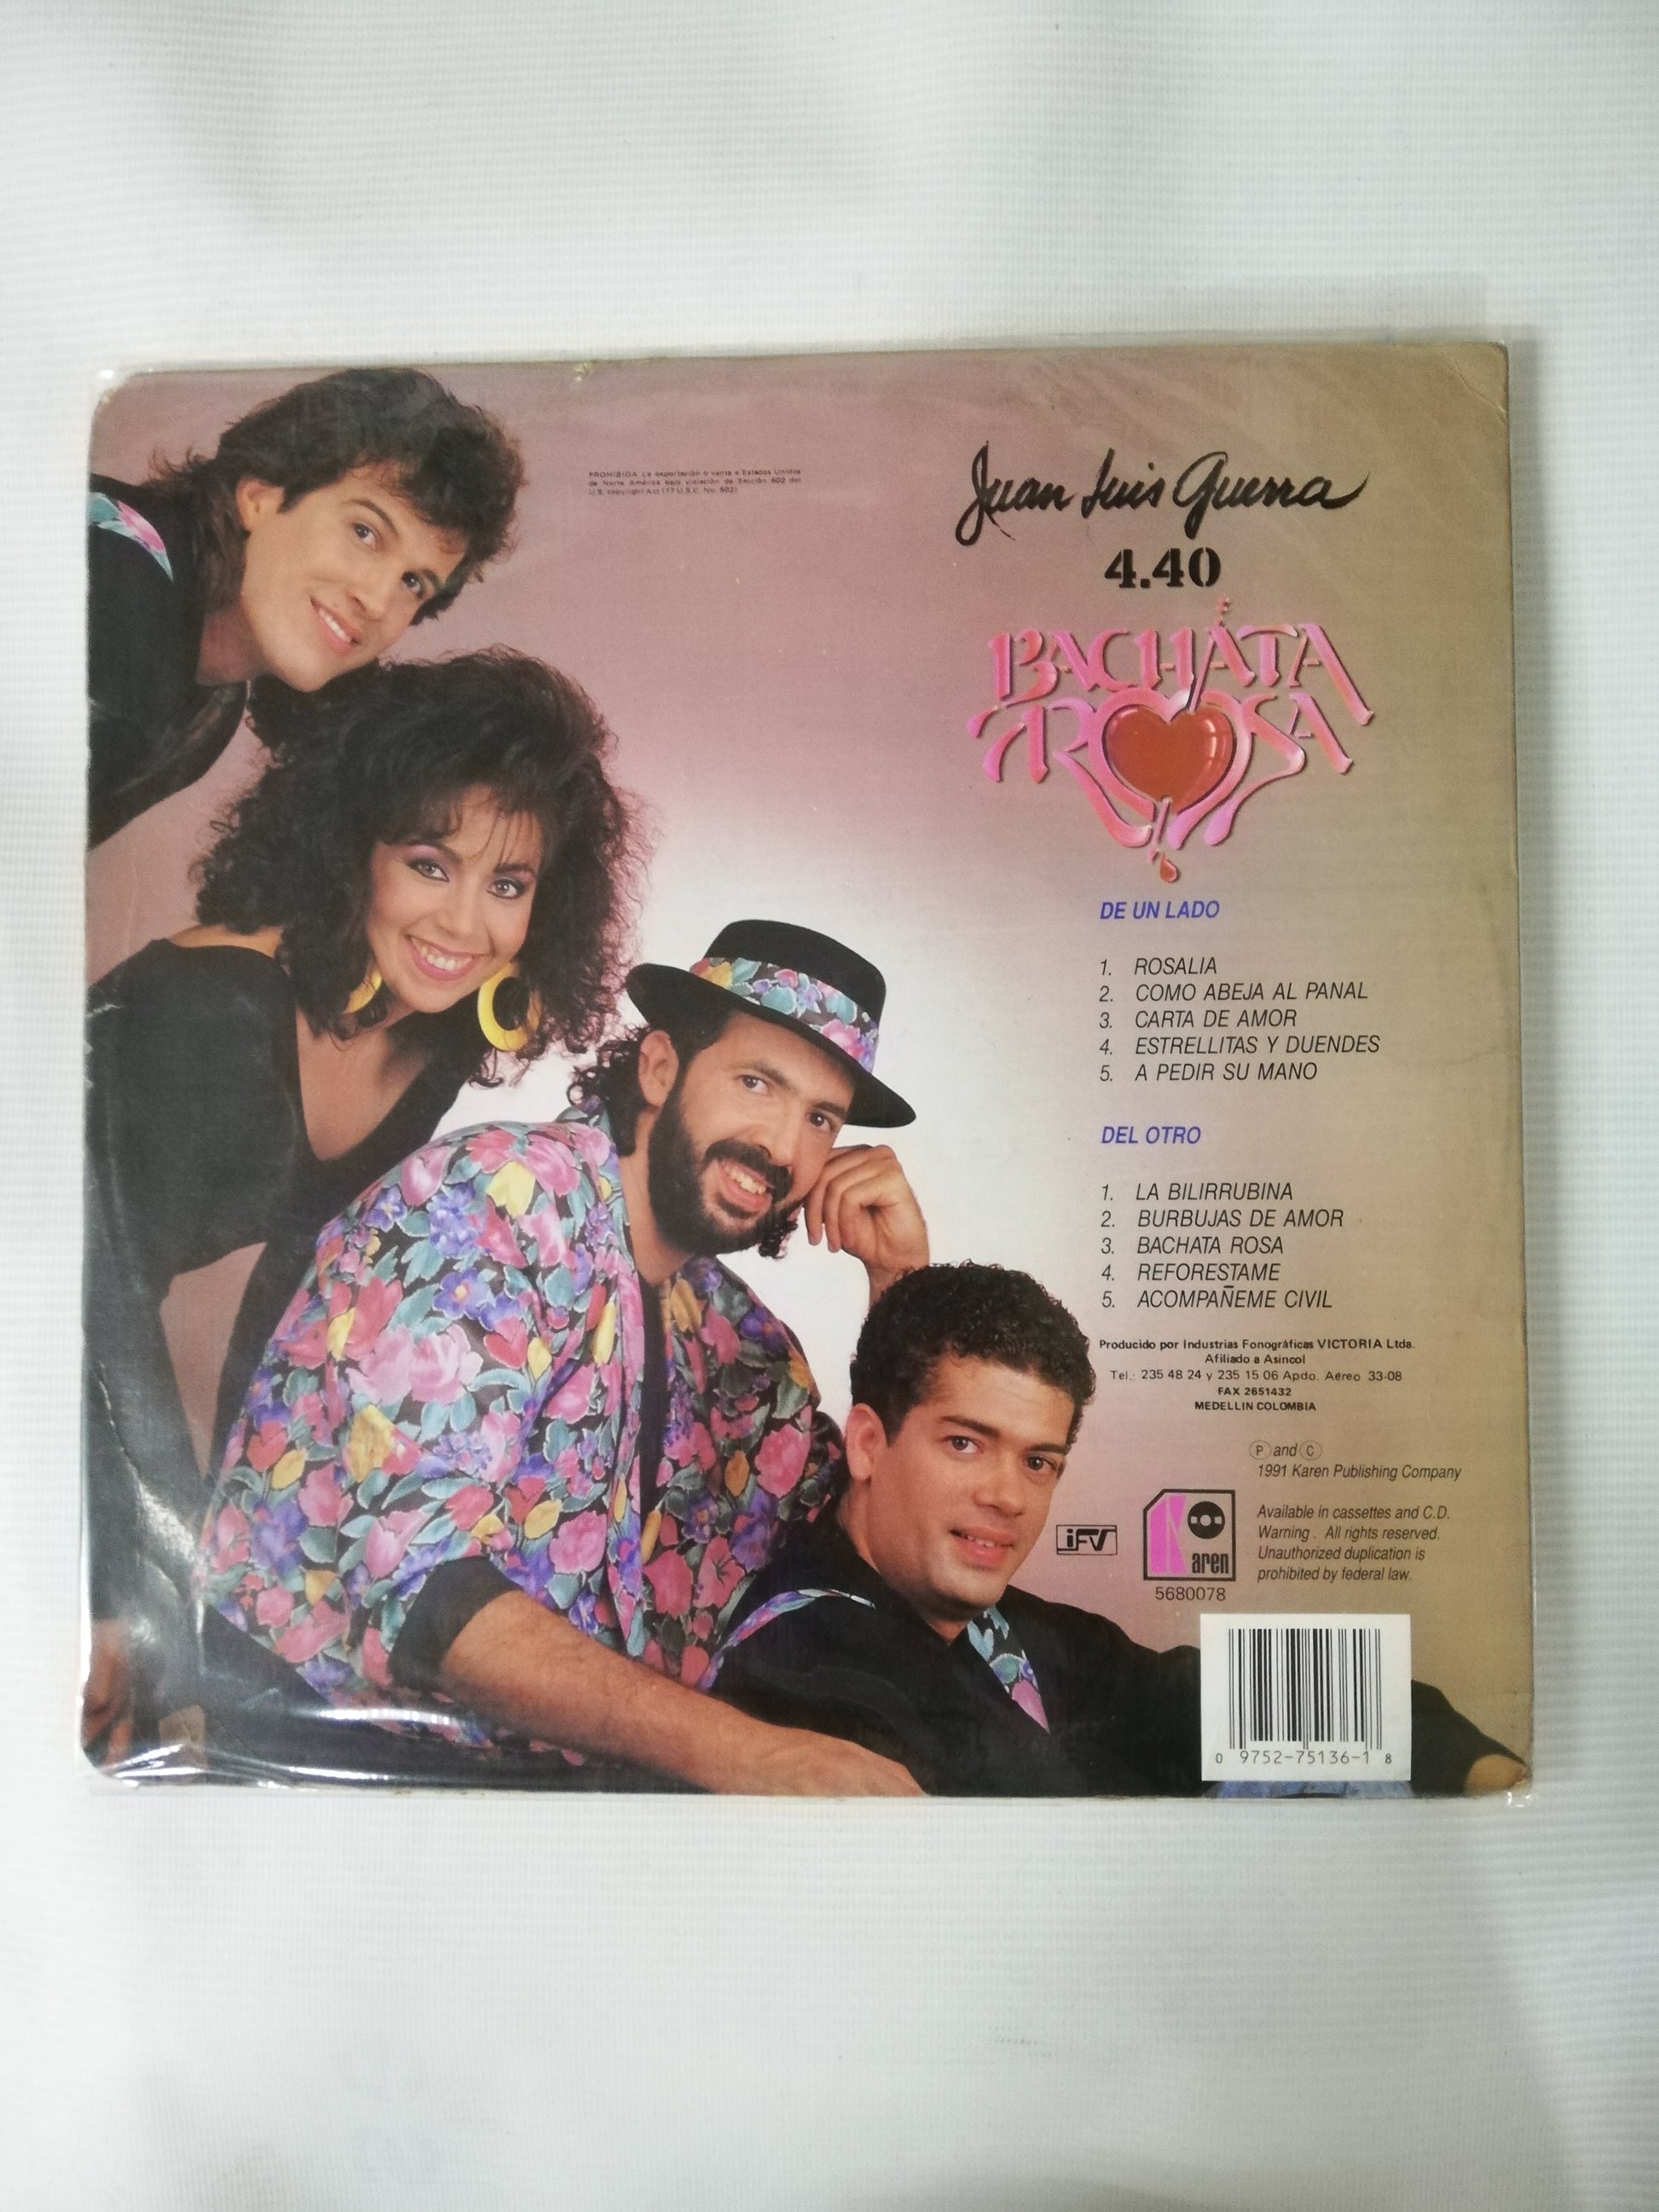 PROHIBIDA La exportación o venta a Estados Unidos
de Norte América bajo violación de Sección 602 del
U.S. copyright Act (17 U.S.C. No. 602)
Juan Luis Guerra
4.40
BACHATA
ROSA
DE UN LADO
1. ROSALIA
2. COMO ABEJA AL PANAL
3. CARTA DE AMOR
4. ESTRELLITAS Y DUENDES
5. A PEDIR SU MANO
DEL OTRO
1. LA BILIRRUBINA
2. BURBUJAS DE AMOR
3. BACHATA ROSA
4. REFORESTAME
5. ACOMPAÑEME CIVIL
Producido por Industrias Fonográficas VICTORIA Ltda.
Afiliado a Asincol
Tel.: 235 48 24 y 235 15 06 Apdo. Aéreo 33-08
FAX 2651432
MEDELLIN COLOMBIA
Ⓟ and Ⓒ
1991 Karen Publishing Company
iFV
Karen
5680078
Available in cassettes and C.D.
Warning. All rights reserved.
Unauthorized duplication is
prohibited by federal law.
0 9752-75136-1 8